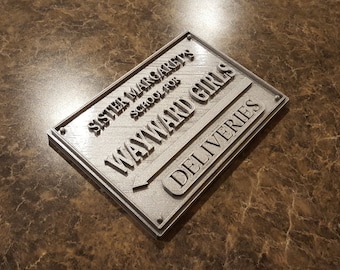 SISTER MARGARET'S
SCHOOL FOR
WAYWARD GIRLS
DELIVERIES